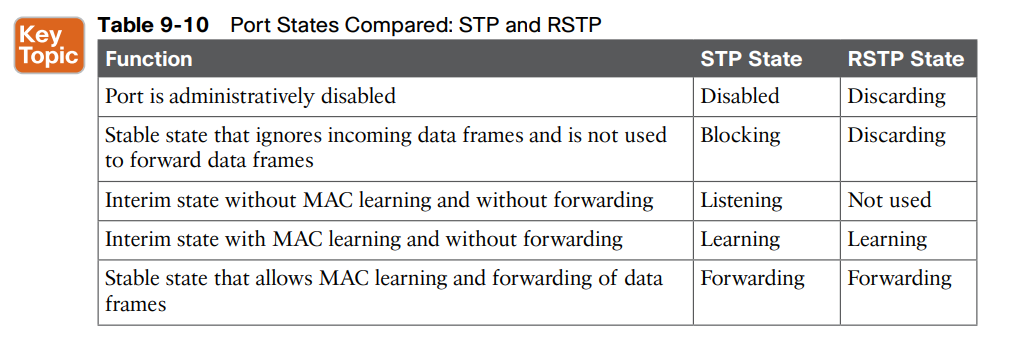 Key
Topic
Table 9-10 Port States Compared: STP and RSTP
Function STP State RSTP State
Port is administratively disabled Disabled Discarding
Stable state that ignores incoming data frames and is not used Blocking Discarding
to forward data frames
Interim state without MAC learning and without forwarding Listening Not used
Interim state with MAC learning and without forwarding Learning Learning
Stable state that allows MAC learning and forwarding of data Forwarding Forwarding
frames